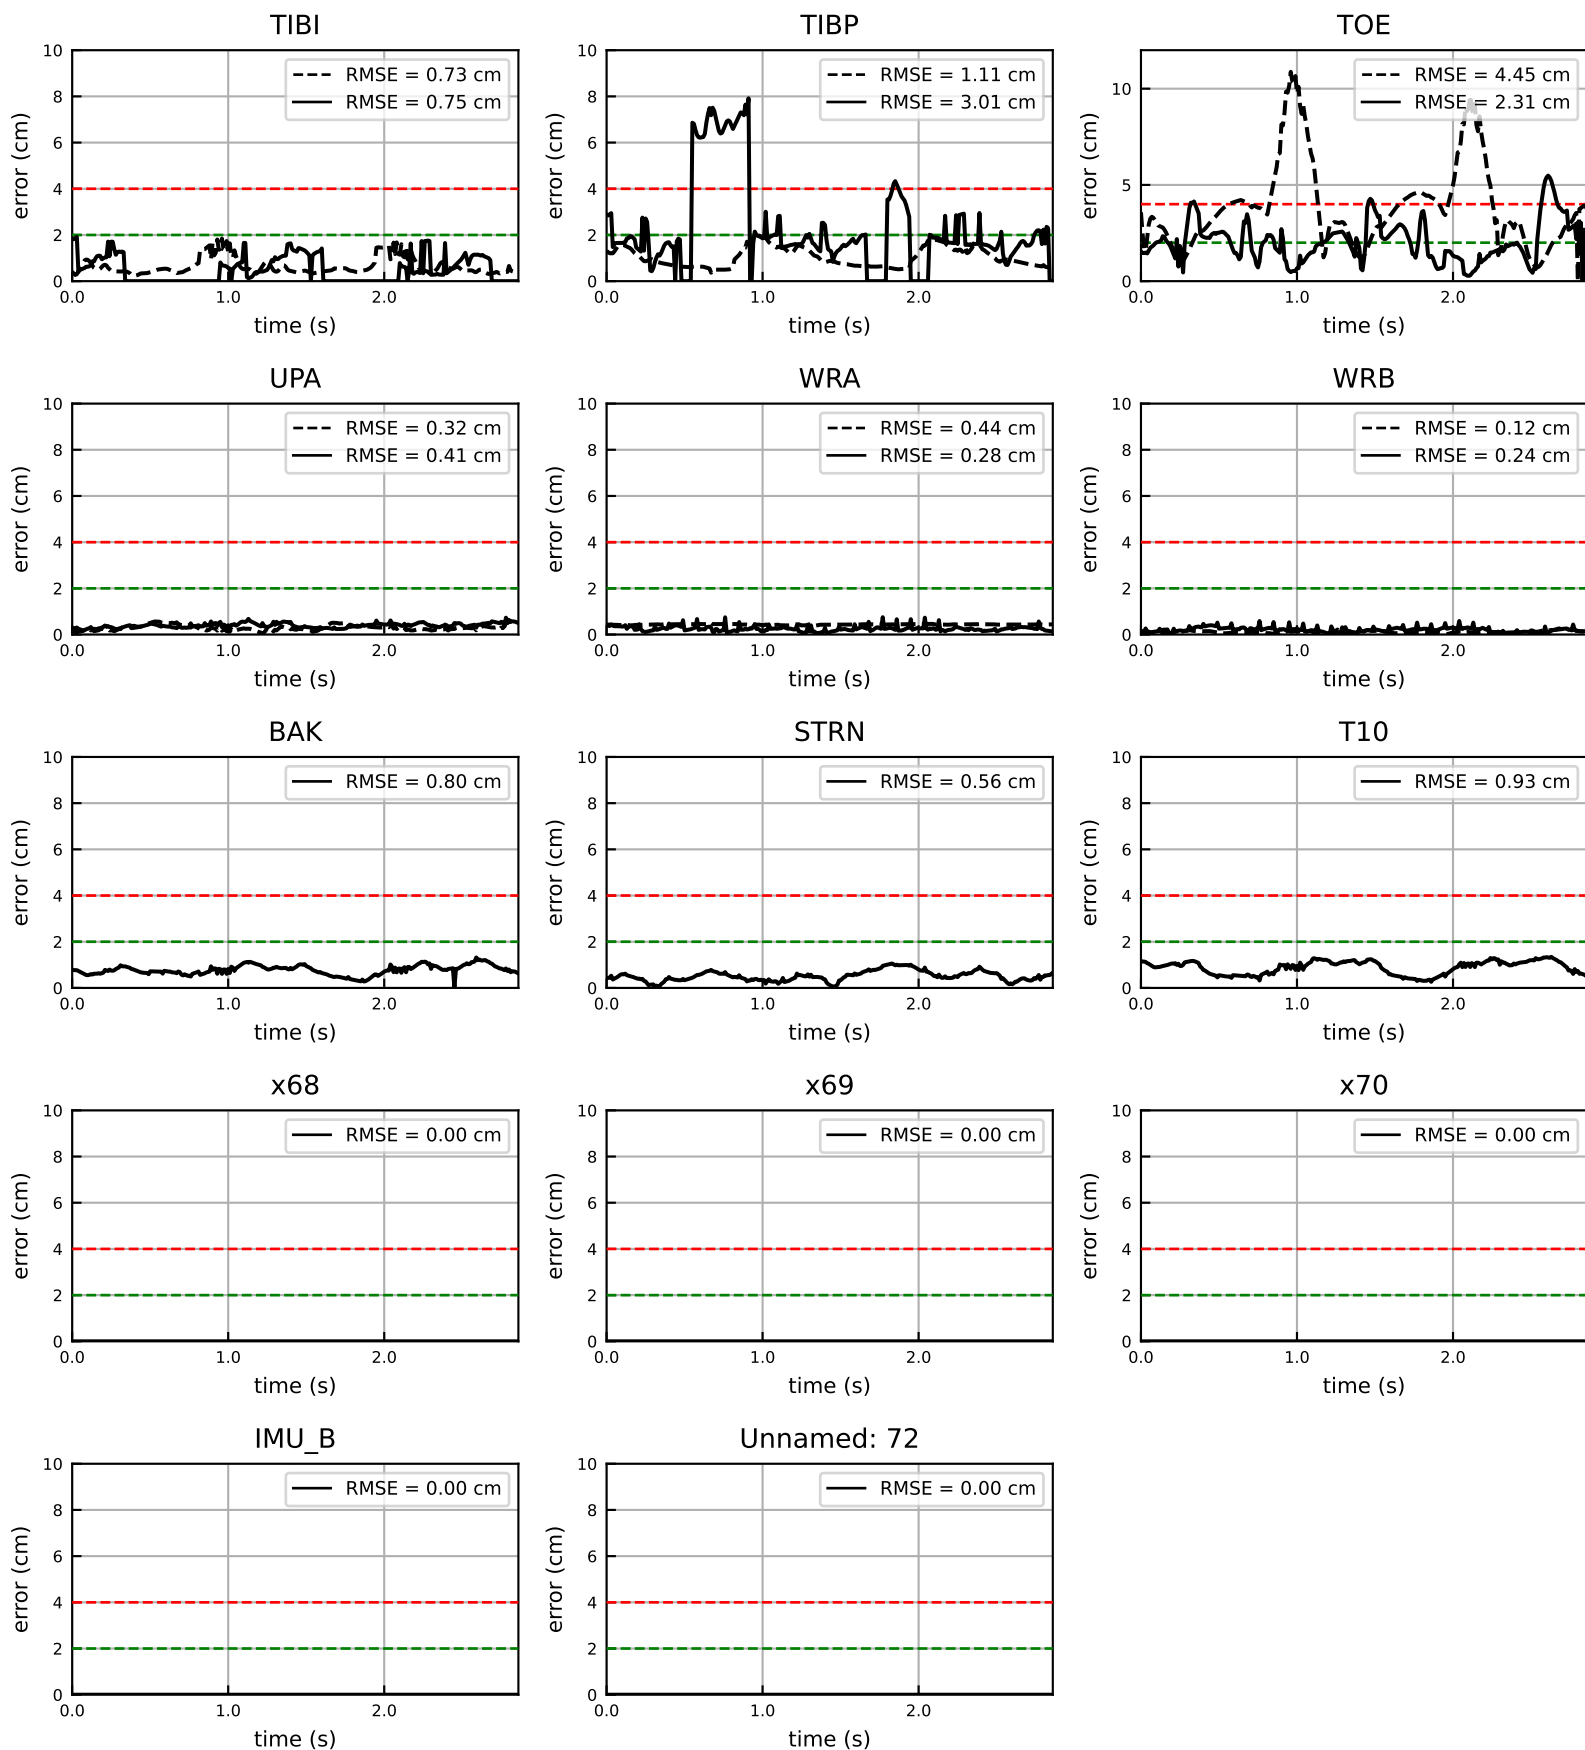 TIBI
10
8
6
4
2
0
error (cm)
RMSE = 0.73 cm
RMSE = 0.75 cm
0.0 1.0 2.0
time (s)
TIBP
10
8
6
4
2
0
error (cm)
RMSE = 1.11 cm
RMSE = 3.01 cm
0.0 1.0 2.0
time (s)
TOE
10
5
0
error (cm)
RMSE = 4.45 cm
RMSE = 2.31 cm
0.0 1.0 2.0
time (s)
UPA
10
8
6
4
2
0
error (cm)
RMSE = 0.32 cm
RMSE = 0.41 cm
0.0 1.0 2.0
time (s)
WRA
10
8
6
4
2
0
error (cm)
RMSE = 0.44 cm
RMSE = 0.28 cm
0.0 1.0 2.0
time (s)
WRB
10
8
6
4
2
0
error (cm)
RMSE = 0.12 cm
RMSE = 0.24 cm
0.0 1.0 2.0
time (s)
BAK
10
8
6
4
2
0
error (cm)
RMSE = 0.80 cm
0.0 1.0 2.0
time (s)
STRN
10
8
6
4
2
0
error (cm)
RMSE = 0.56 cm
0.0 1.0 2.0
time (s)
T10
10
8
6
4
2
0
error (cm)
RMSE = 0.93 cm
0.0 1.0 2.0
time (s)
x68
10
8
6
4
2
0
error (cm)
RMSE = 0.00 cm
0.0 1.0 2.0
time (s)
x69
10
8
6
4
2
0
error (cm)
RMSE = 0.00 cm
0.0 1.0 2.0
time (s)
x70
10
8
6
4
2
0
error (cm)
RMSE = 0.00 cm
0.0 1.0 2.0
time (s)
IMU_B
10
8
6
4
2
0
error (cm)
RMSE = 0.00 cm
0.0 1.0 2.0
time (s)
Unnamed: 72
10
8
6
4
2
0
error (cm)
RMSE = 0.00 cm
0.0 1.0 2.0
time (s)